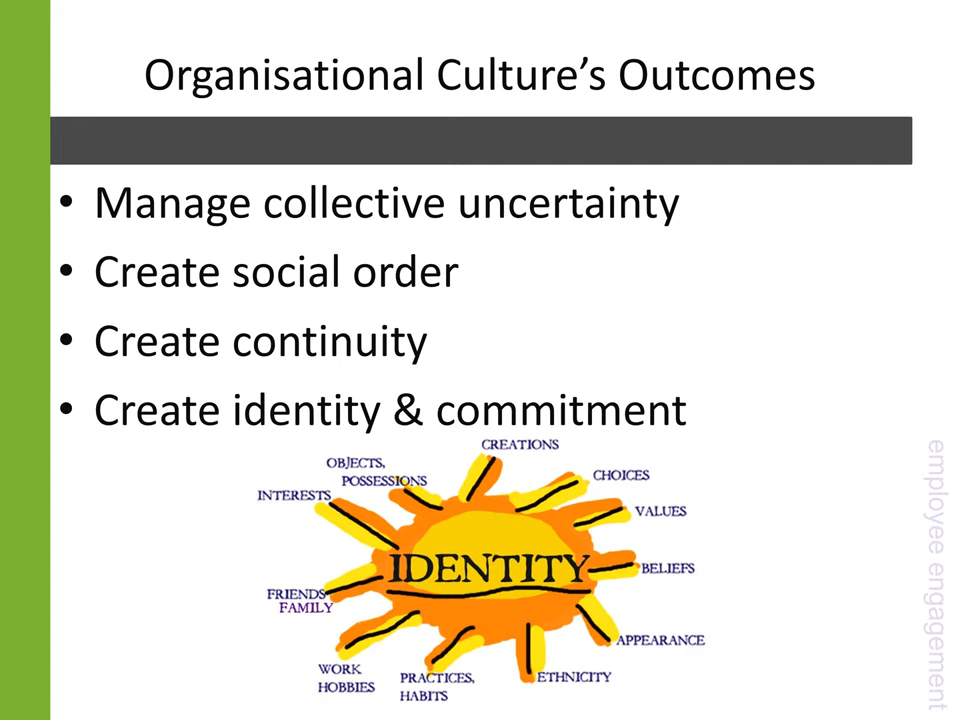 Organisational Culture’s Outcomes
• Manage collective uncertainty
• Create social order
• Create continuity
• Create identity & commitment
CREATIONS
OBJECTS,
POSSESSIONS
CHOICES
INTERESTS
VALUES
IDENTITY
BELIEFS
FRIENDS
FAMILY
APPEARANCE
WORK
HOBBIES
PRACTICES,
HABITS
ETHNICITY
employee engagement